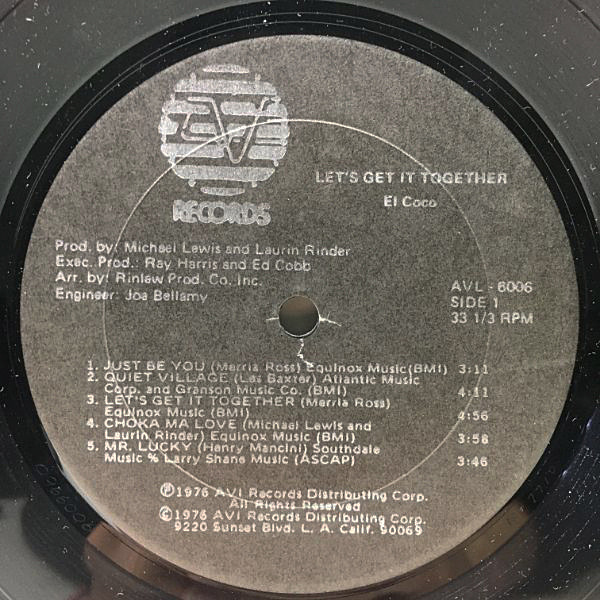 RECORDS
LET'S GET IT TOGETHER
El Coco
Prod. by: Michael Lewis and Laurin Rinder
Exec. Prod.: Ray Harris and Ed Cobb
Arr. by: Rinlew Prod. Co. Inc.
Engineer: Joe Bellamy
AVL - 6006
SIDE 1
33 1/3 RPM
1. JUST BE YOU (Merria Ross) Equinox Music(BMI) 3:11
2. QUIET VILLAGE (Les Baxter) Atlantic Music
Corp. and Granson Music Co. (BMI) 4:11
3. LET'S GET IT TOGETHER (Merria Ross)
Equinox Music (BMI) 4:56
4. CHOKA MA LOVE (Michael Lewis and
Laurin Rinder) Equinox Music (BMI) 3:58
5. MR. LUCKY (Henry Mancini) Southdale
Music % Larry Shane Music (ASCAP) 3:46
Ⓟ1976 AVI Records Distributing Corp.
All Rights Reserved
©1976 AVI Records Distributing Corp.
9220 Sunset Blvd. L. A. Calif. 90069